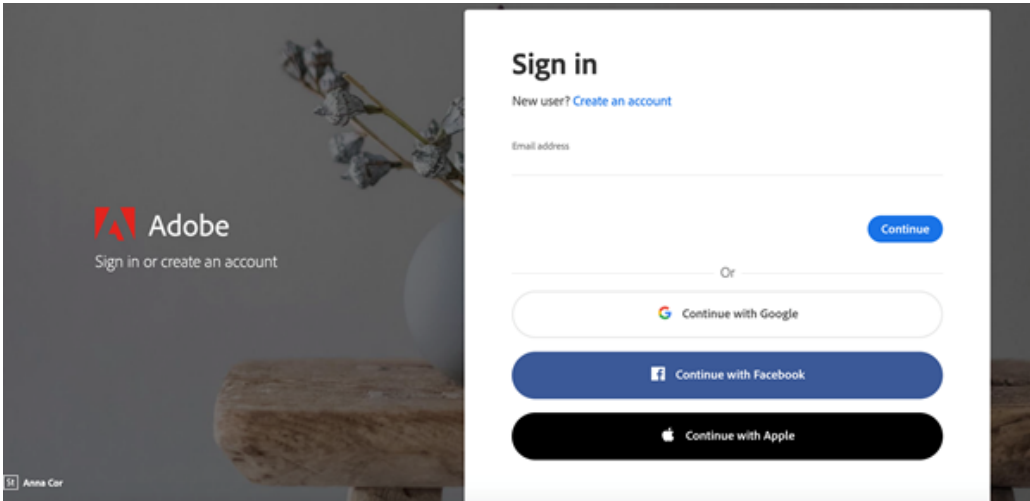 Adobe
Sign in or create an account
St Anna Cor
Sign in
New user? Create an account
Email address
Continue
Or
Continue with Google
Continue with Facebook
Continue with Apple